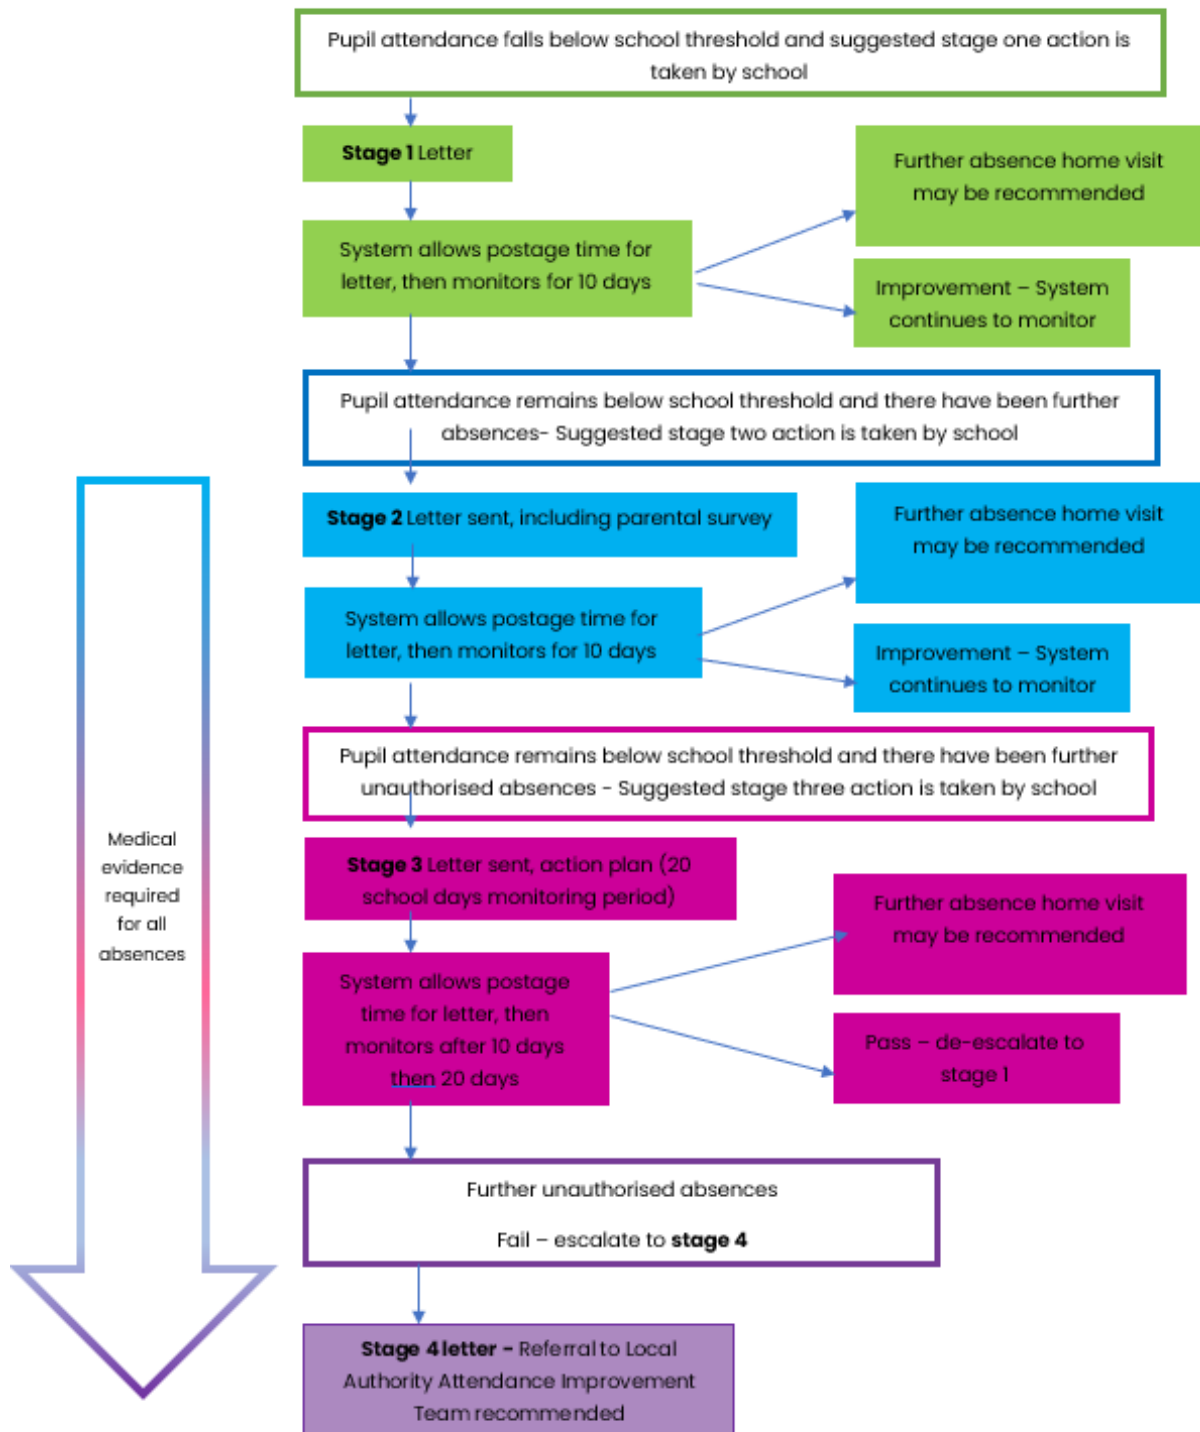 Pupil attendance falls below school threshold and suggested stage one action is
taken by school
Stage 1 Letter
Further absence home visit
may be recommended
System allows postage time for
letter, then monitors for 10 days
Improvement – System
continues to monitor
Pupil attendance remains below school threshold and there have been further
absences- Suggested stage two action is taken by school
Stage 2 Letter sent, including parental survey
Further absence home visit
may be recommended
System allows postage time for
letter, then monitors for 10 days
Improvement – System
continues to monitor
Pupil attendance remains below school threshold and there have been further
unauthorised absences - Suggested stage three action is taken by school
Medical
evidence
required
for all
absences
Stage 3 Letter sent, action plan (20
school days monitoring period)
Further absence home visit
may be recommended
System allows postage
time for letter, then
monitors after 10 days
then 20 days
Pass – de-escalate to
stage 1
Further unauthorised absences
Fail – escalate to stage 4
Stage 4 letter – Referral to Local
Authority Attendance Improvement
Team recommended